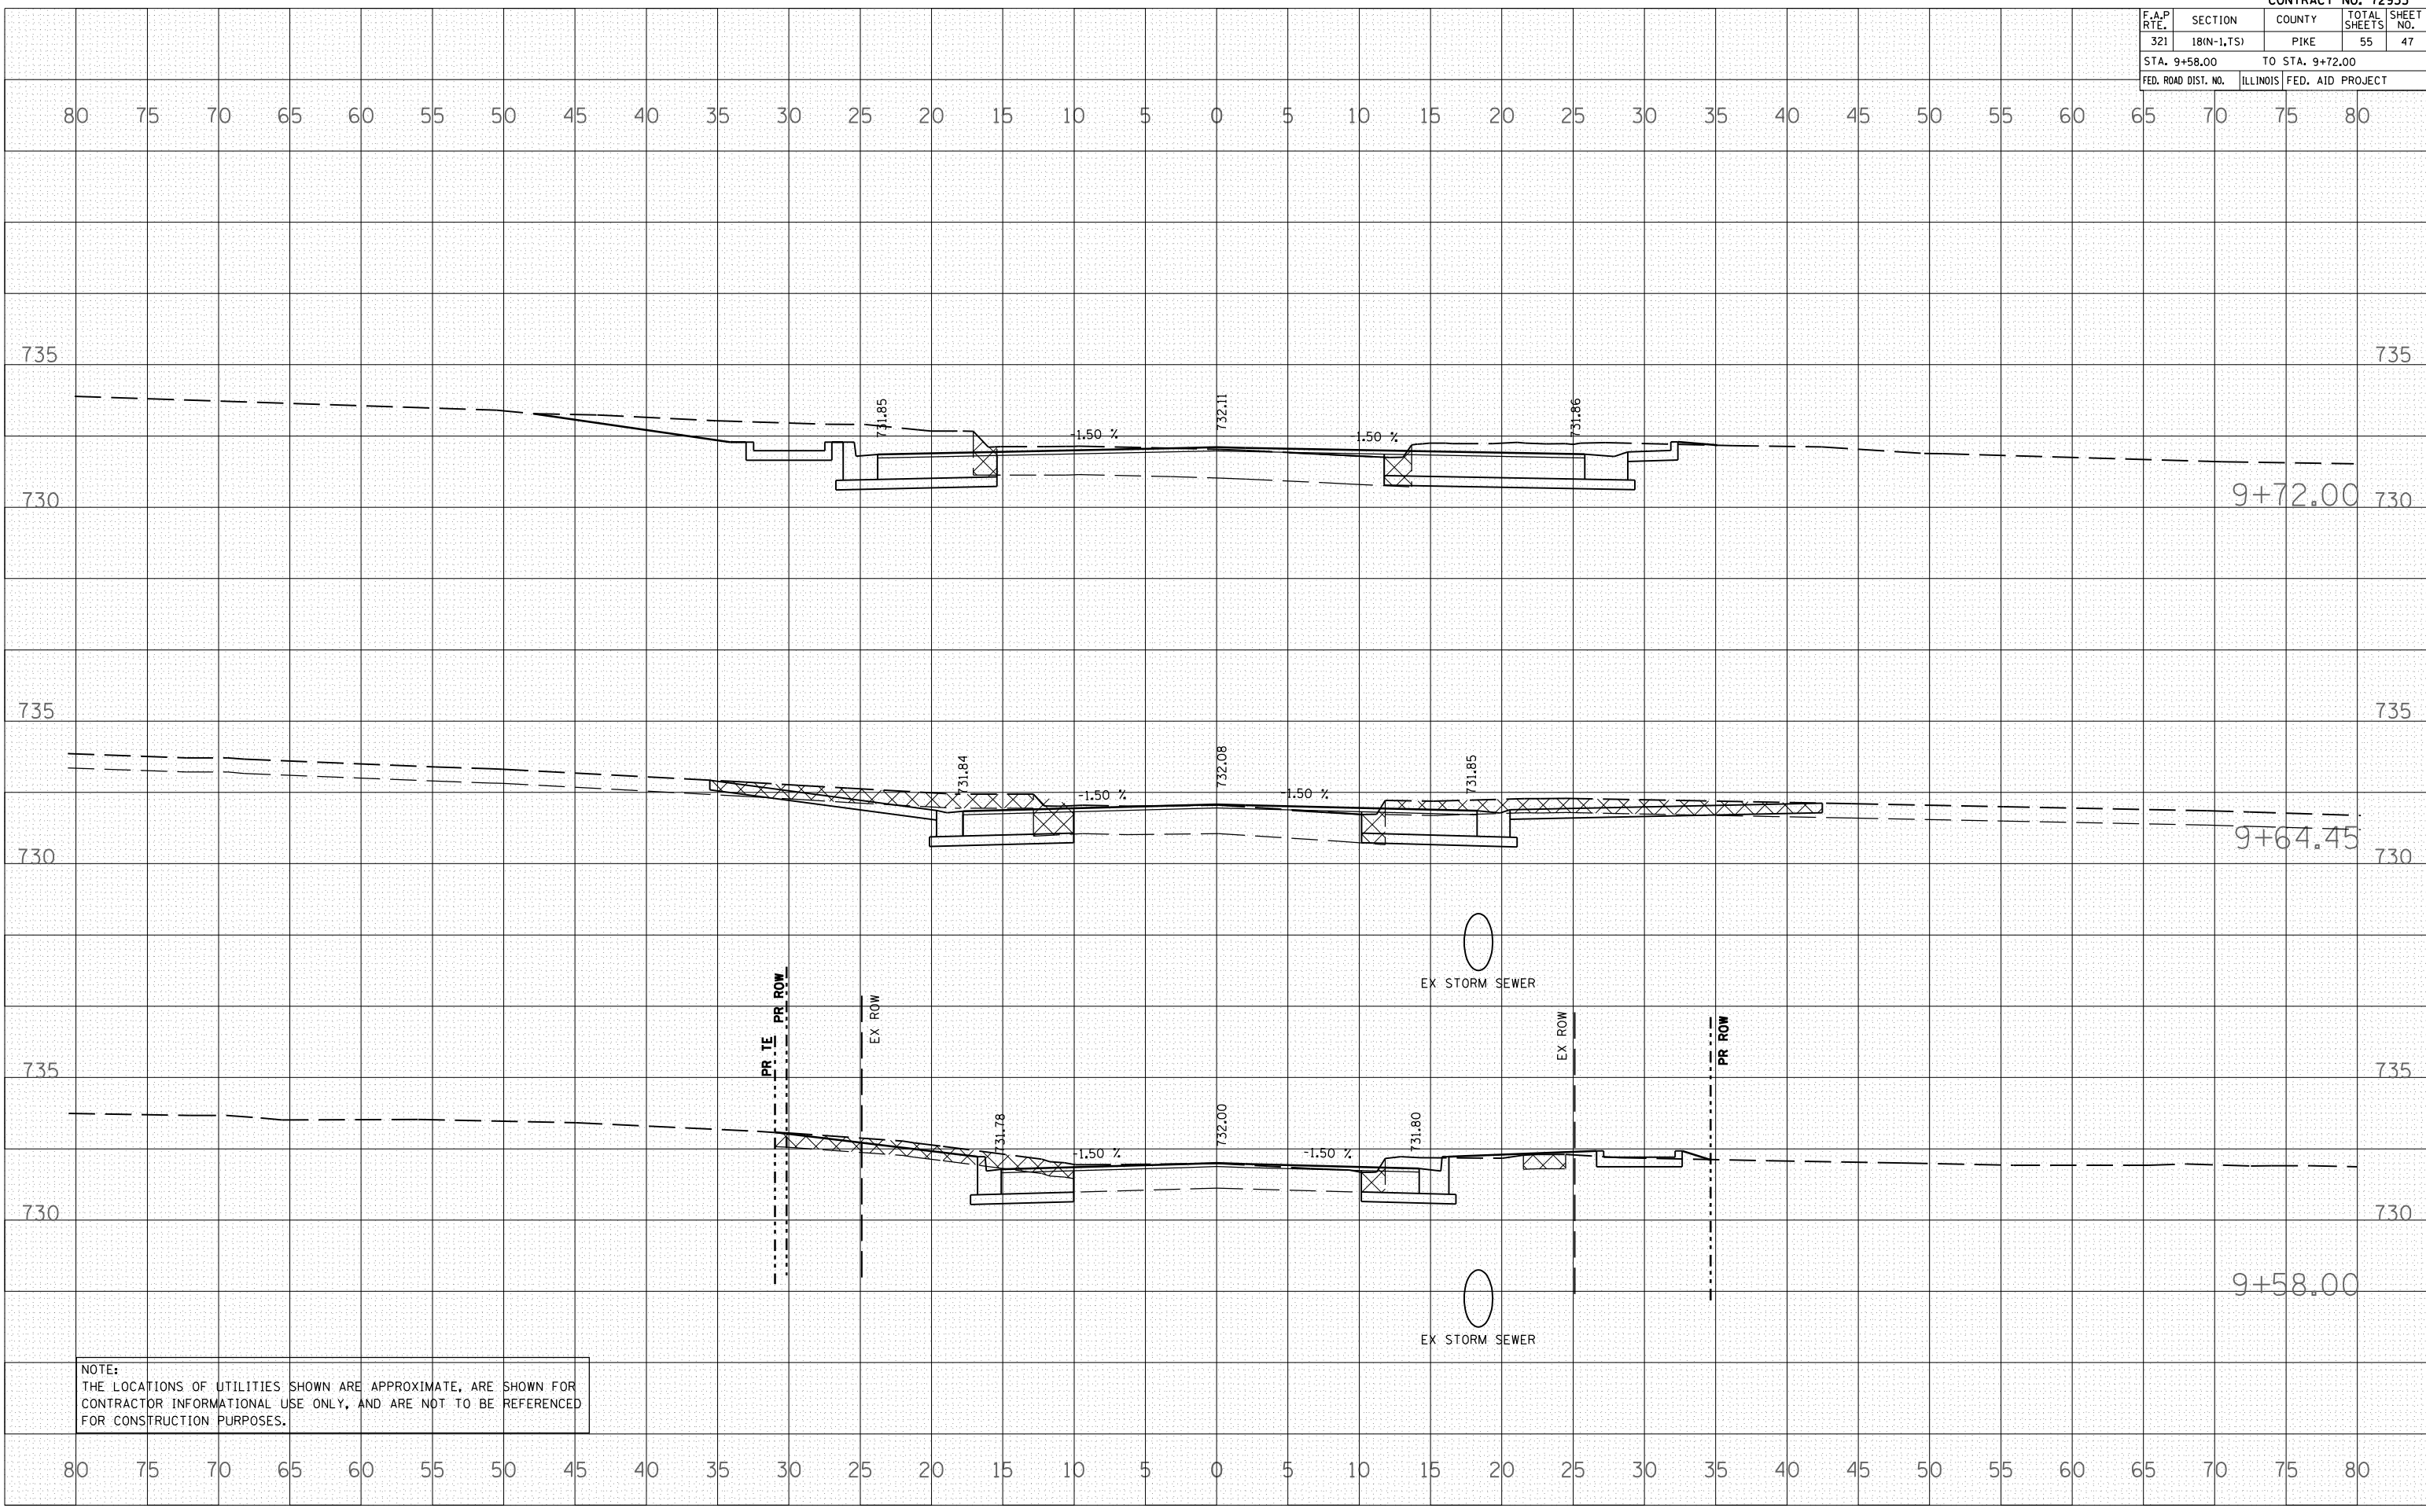 F.A.P RTE. SECTION COUNTY TOTAL SHEETS SHEET NO.
321 18(N-1,TS) PIKE 55 47
STA. 9+58.00 TO STA. 9+72.00
FED. ROAD DIST. NO. ILLINOIS FED. AID PROJECT
80 75 70 65 60 55 50 45 40 35 30 25 20 15 10 5 0 5 10 15 20 25 30 35 40 45 50 55 60 65 70 75 80
735 735
731.85 732.11 731.86
-1.50 % -1.50 %
730 9+72.00 730
735 735
731.84 732.08 731.85
-1.50 % -1.50 %
730 9+64.45 730
EX STORM SEWER
PR TE PR ROW EX ROW EX ROW PR ROW
735 735
731.78 732.00 731.80
-1.50 % -1.50 %
730 730
9+58.00
EX STORM SEWER
NOTE:
THE LOCATIONS OF UTILITIES SHOWN ARE APPROXIMATE, ARE SHOWN FOR
CONTRACTOR INFORMATIONAL USE ONLY, AND ARE NOT TO BE REFERENCED
FOR CONSTRUCTION PURPOSES.
80 75 70 65 60 55 50 45 40 35 30 25 20 15 10 5 0 5 10 15 20 25 30 35 40 45 50 55 60 65 70 75 80